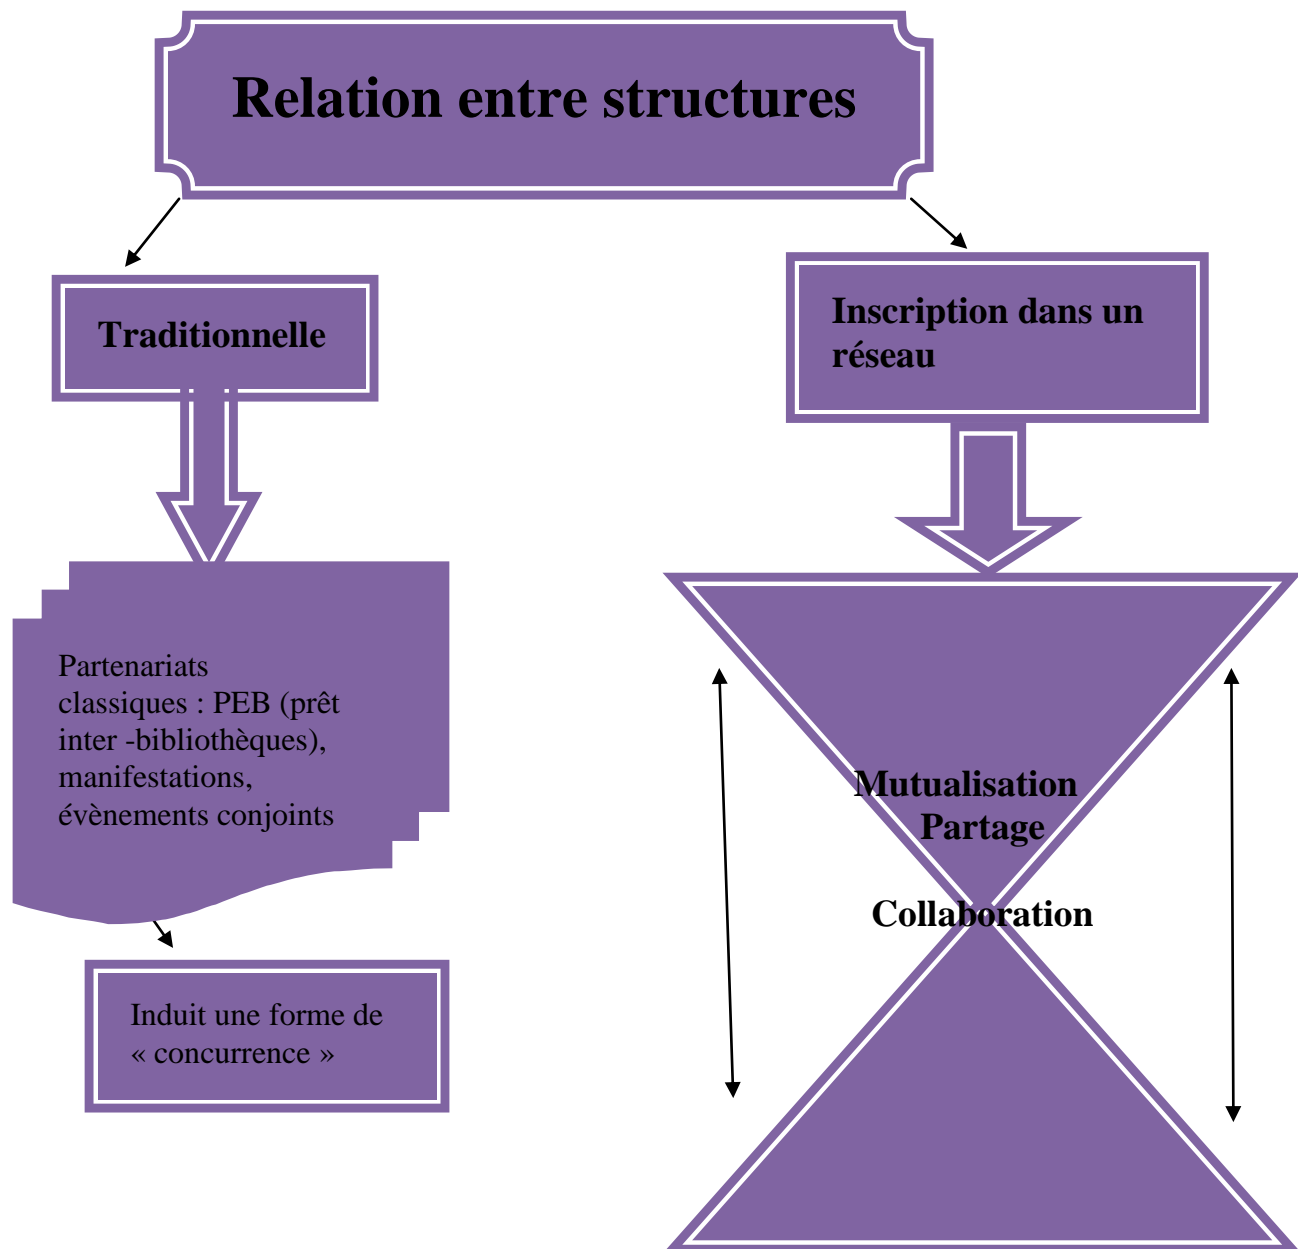 Relation entre structures
Traditionnelle
Inscription dans un
réseau
Partenariats
classiques : PEB (prêt
inter -bibliothèques),
manifestations,
évènements conjoints
Induit une forme de
« concurrence »
Mutualisation
Partage
Collaboration